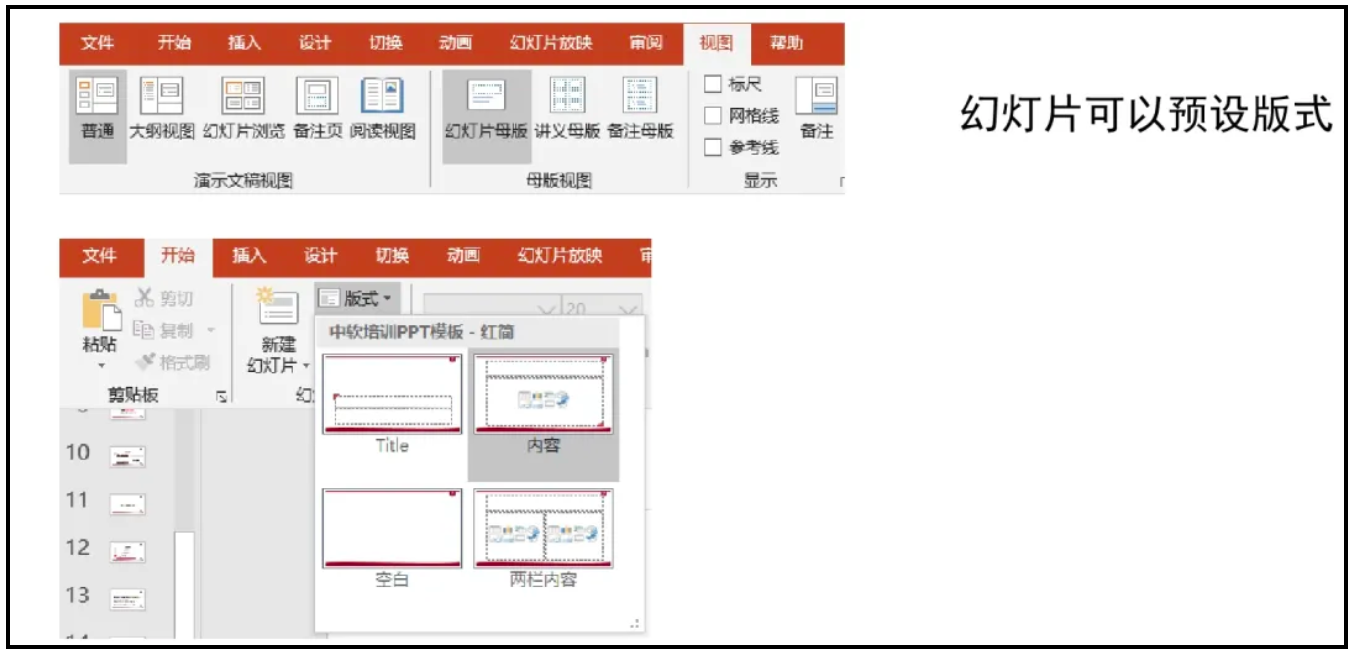 文件 开始 插入 设计 切换 动画 幻灯片放映 审阅 视图 帮助
幻灯片可以预设版式
标尺
网格线
参考线
普通 大纲视图 幻灯片浏览 备注页 阅读视图 幻灯片母版 讲义母版 备注母版 备注
演示文稿视图 母版视图 显示
文件 开始 插入 设计 切换 动画 幻灯片放映
剪切 版式
20
复制
中软培训PPT模板 - 红简
粘贴 新建
格式刷 幻灯片
剪贴板
Title 内容
10
11
12
空白 两栏内容
13